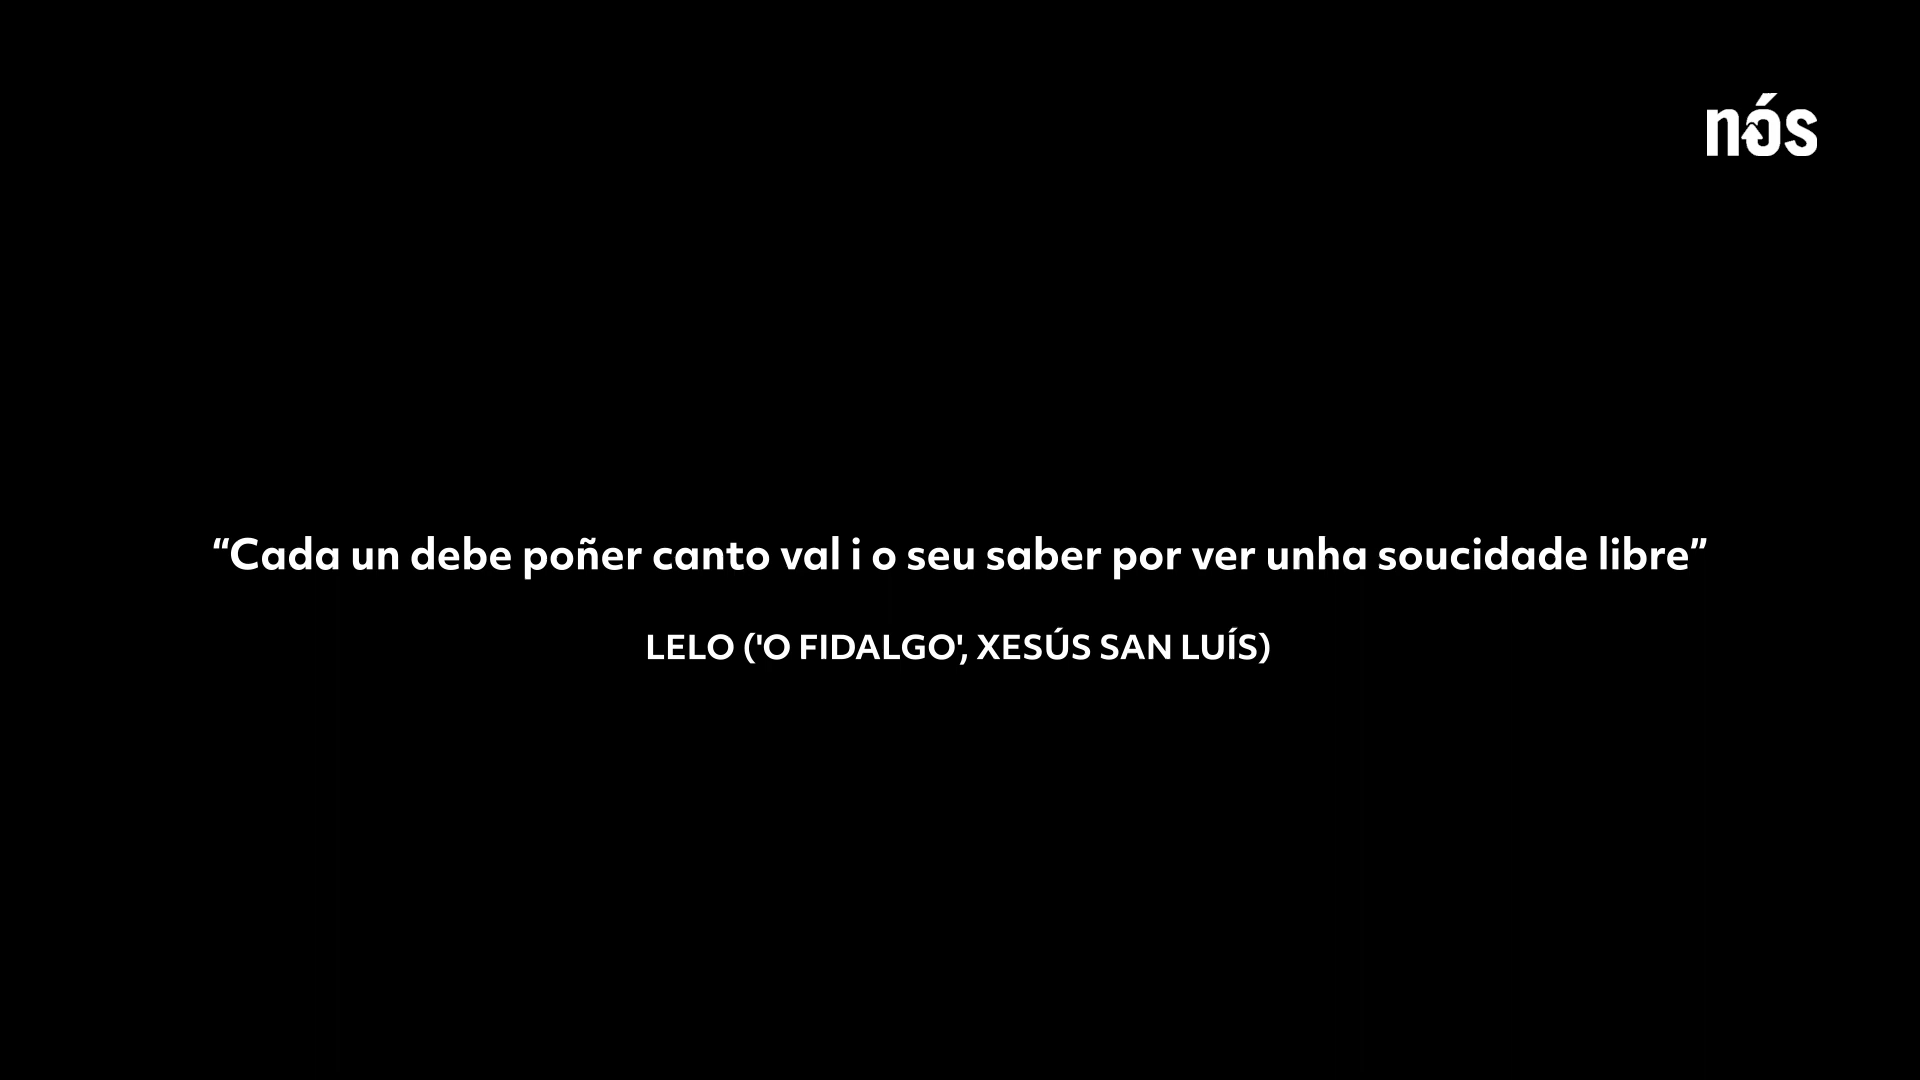 nós
“Cada un debe poñer canto val i o seu saber por ver unha soucidade libre”
LELO ('O FIDALGO', XESÚS SAN LUÍS)